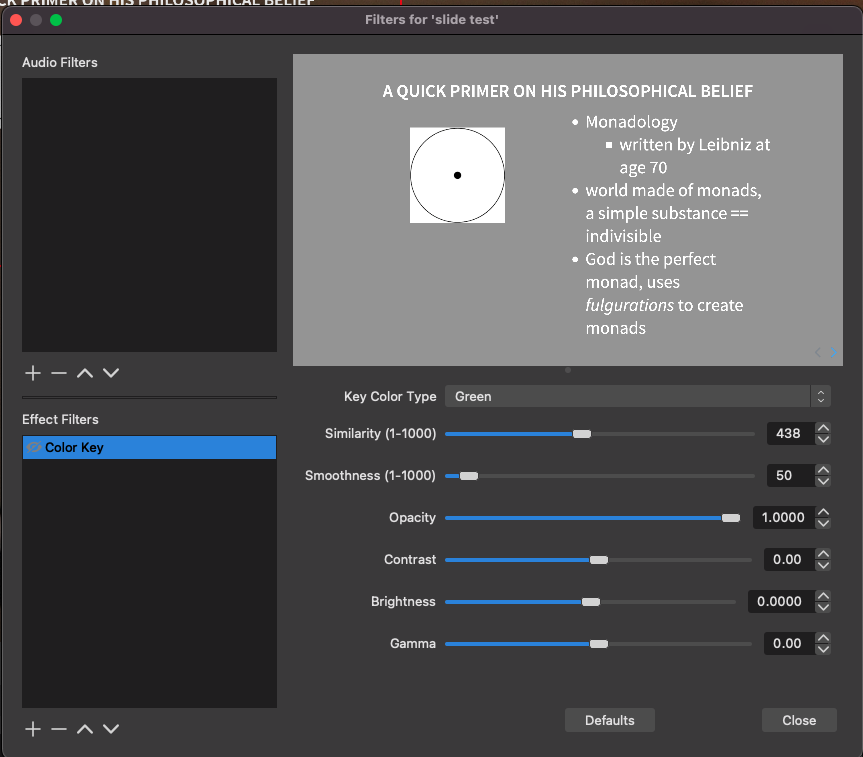 CK PRIMER ON HIS PHILOSOPHICAL BELIEF
Filters for 'slide test'
Audio Filters
A QUICK PRIMER ON HIS PHILOSOPHICAL BELIEF
• Monadology
▪ written by Leibniz at
age 70
• world made of monads,
a simple substance ==
indivisible
• God is the perfect
monad, uses
fulgurations to create
monads
Key Color Type Green
Similarity (1-1000) 438
Smoothness (1-1000) 50
Opacity 1.0000
Contrast 0.00
Brightness 0.0000
Gamma 0.00
Effect Filters
Color Key
Defaults
Close